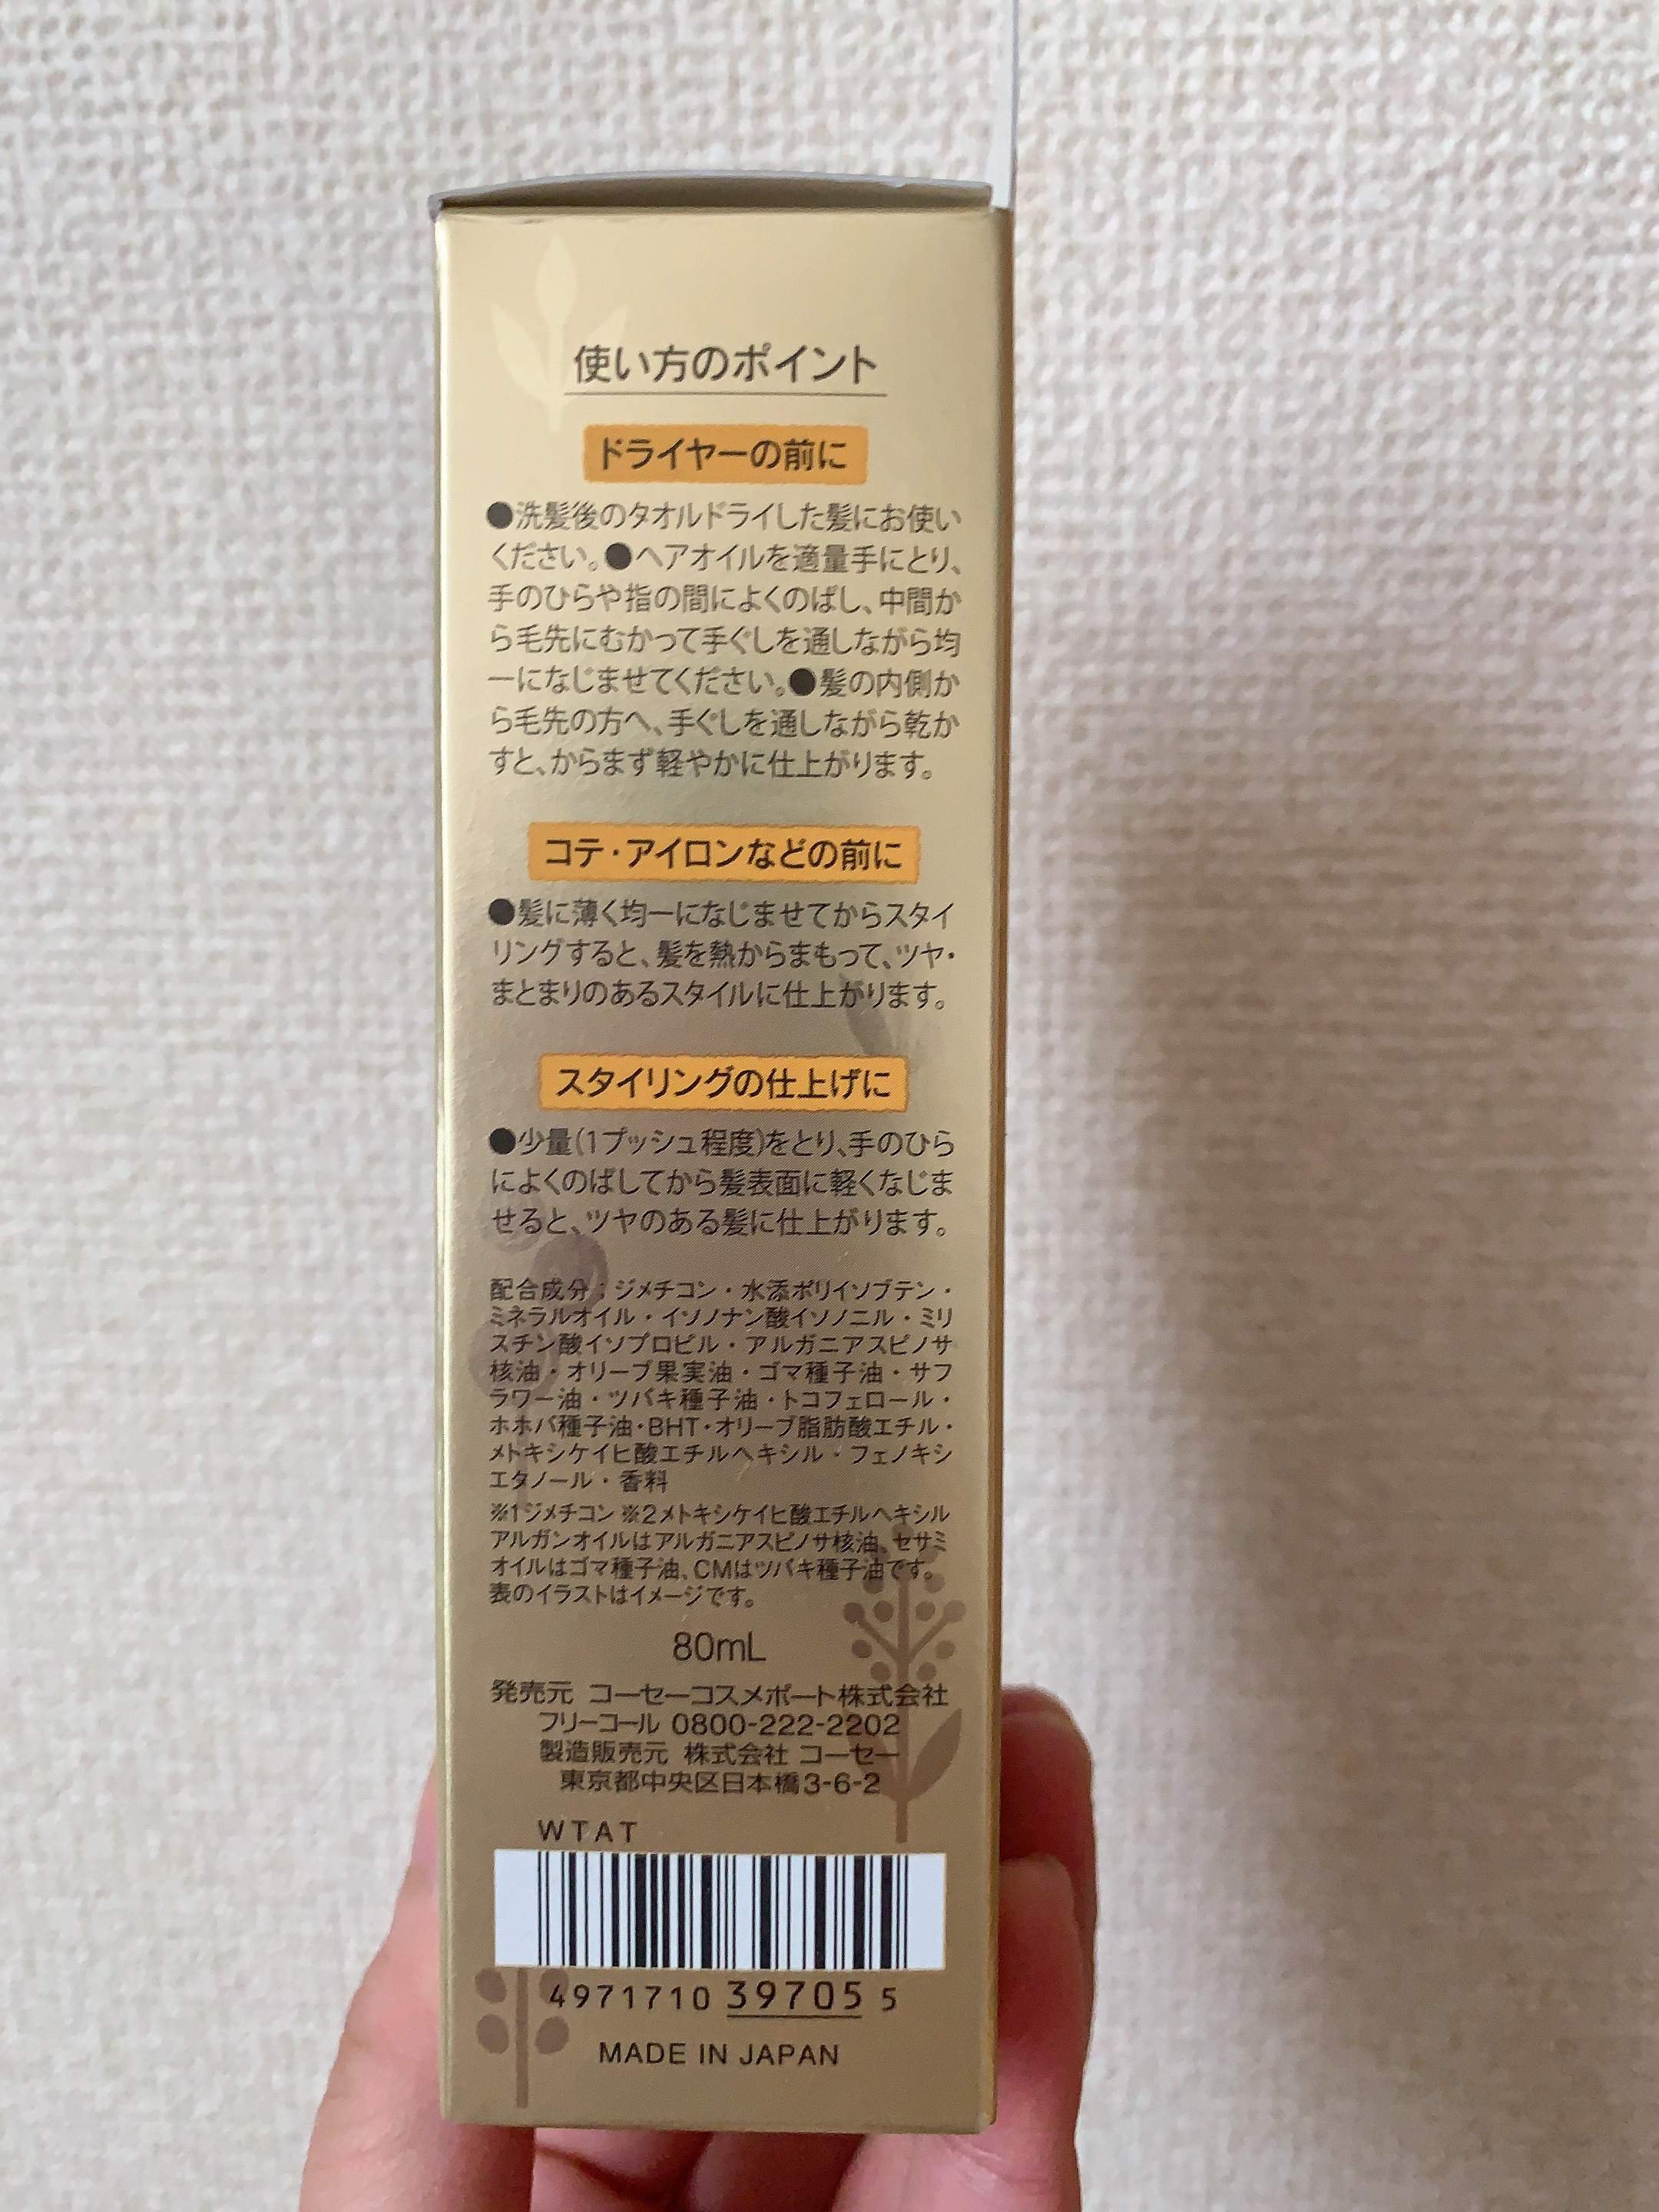 使い方のポイント
ドライヤーの前に
●洗髪後のタオルドライした髪にお使い
ください。●ヘアオイルを適量手にとり、
手のひらや指の間によくのばし、中間か
ら毛先にむかって手ぐしを通しながら均
一になじませてください。●髪の内側か
ら毛先の方へ、手ぐしを通しながら乾か
すと、からまず軽やかに仕上がります。
コテ・アイロンなどの前に
●髪に薄く均一になじませてからスタイ
リングすると、髪を熱からまもって、ツヤ・
まとまりのあるスタイルに仕上がります。
スタイリングの仕上げに
●少量(1プッシュ程度)をとり、手のひら
によくのばしてから髪表面に軽くなじま
せると、ツヤのある髪に仕上がります。
配合成分：ジメチコン・水添ポリイソブテン・
ミネラルオイル・イソノナン酸イソノニル・ミリ
スチン酸イソプロピル・アルガニアスピノサ
核油・オリーブ果実油・ゴマ種子油・サフ
ラワー油・ツバキ種子油・トコフェロール・
ホホバ種子油・BHT・オリーブ脂肪酸エチル・
メトキシケイヒ酸エチルヘキシル・フェノキシ
エタノール・香料
※1ジメチコン ※2メトキシケイヒ酸エチルヘキシル
アルガンオイルはアルガニアスピノサ核油、セサミ
オイルはゴマ種子油、CMはツバキ種子油です。
表のイラストはイメージです。
80mL
発売元 コーセーコスメポート株式会社
フリーコール 0800-222-2202
製造販売元 株式会社 コーセー
東京都中央区日本橋3-6-2
WTAT
4971710 39705 5
MADE IN JAPAN